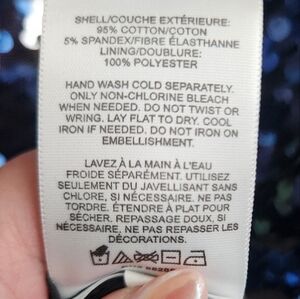 SHELL/COUCHE EXTÉRIEURE:
95% COTTON/COTON
5% SPANDEX/FIBRE ÉLASTHANNE
LINING/DOUBLURE:
100% POLYESTER
HAND WASH COLD SEPARATELY.
ONLY NON-CHLORINE BLEACH
WHEN NEEDED. DO NOT TWIST OR
WRING. LAY FLAT TO DRY. COOL
IRON IF NEEDED. DO NOT IRON ON
EMBELLISHMENT.
LAVEZ À LA MAIN À L'EAU
FROIDE SÉPARÉMENT. UTILISEZ
SEULEMENT DU JAVELLISANT SANS
CHLORE, SI NÉCESSAIRE. NE PAS
TORDRE. ÉTENDRE À PLAT POUR
SÉCHER. REPASSAGE DOUX, SI
NÉCESSAIRE, NE PAS REPASSER
LES DÉCORATIONS.